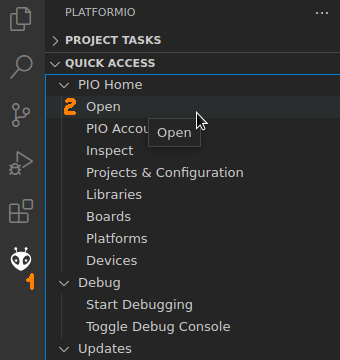 PLATFORMIO ...
PROJECT TASKS
QUICK ACCESS
PIO Home
2 Open
PIO Accou
Open
Inspect
Projects & Configuration
Libraries
Boards
Platforms
Devices
1
Debug
Start Debugging
Toggle Debug Console
Updates